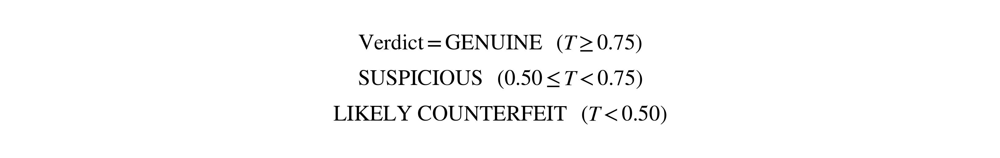 Verdict = GENUINE (T ≥ 0.75)
SUSPICIOUS (0.50 ≤ T < 0.75)
LIKELY COUNTERFEIT (T < 0.50)